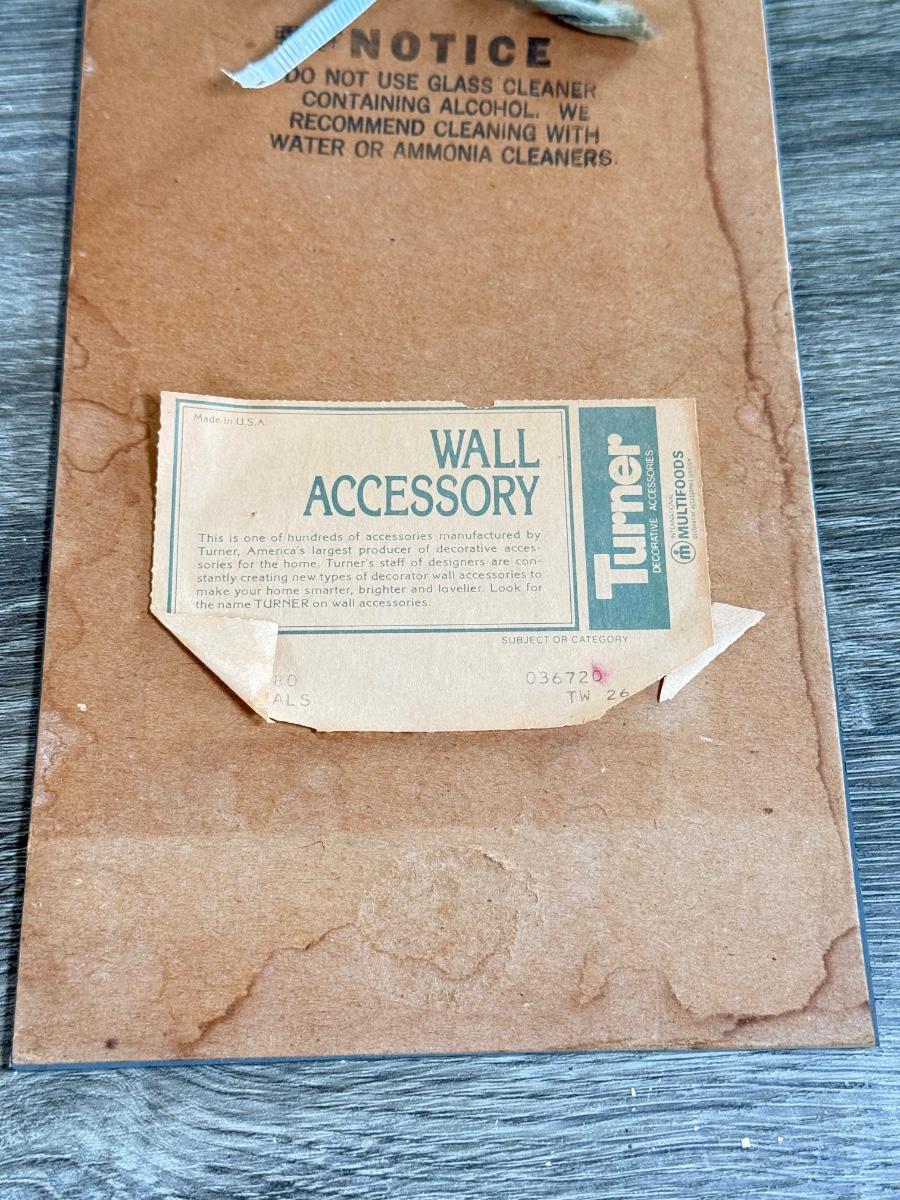 NOTICE
DO NOT USE GLASS CLEANER
CONTAINING ALCOHOL. WE
RECOMMEND CLEANING WITH
WATER OR AMMONIA CLEANERS.
Made in U.S.A.
WALL
ACCESSORY
This is one of hundreds of accessories manufactured by
Turner, America's largest producer of decorative acces-
sories for the home. Turner's staff of designers are con-
stantly creating new types of decorator wall accessories to
make your home smarter, brighter and lovelier. Look for
the name TURNER on wall accessories.
Turner
DECORATIVE ACCESSORIES
INTERNATIONAL
MULTIFOODS
DECORATIVE ACCESSORIES DIVISION
SUBJECT OR CATEGORY
80 036720
ALS TW 26